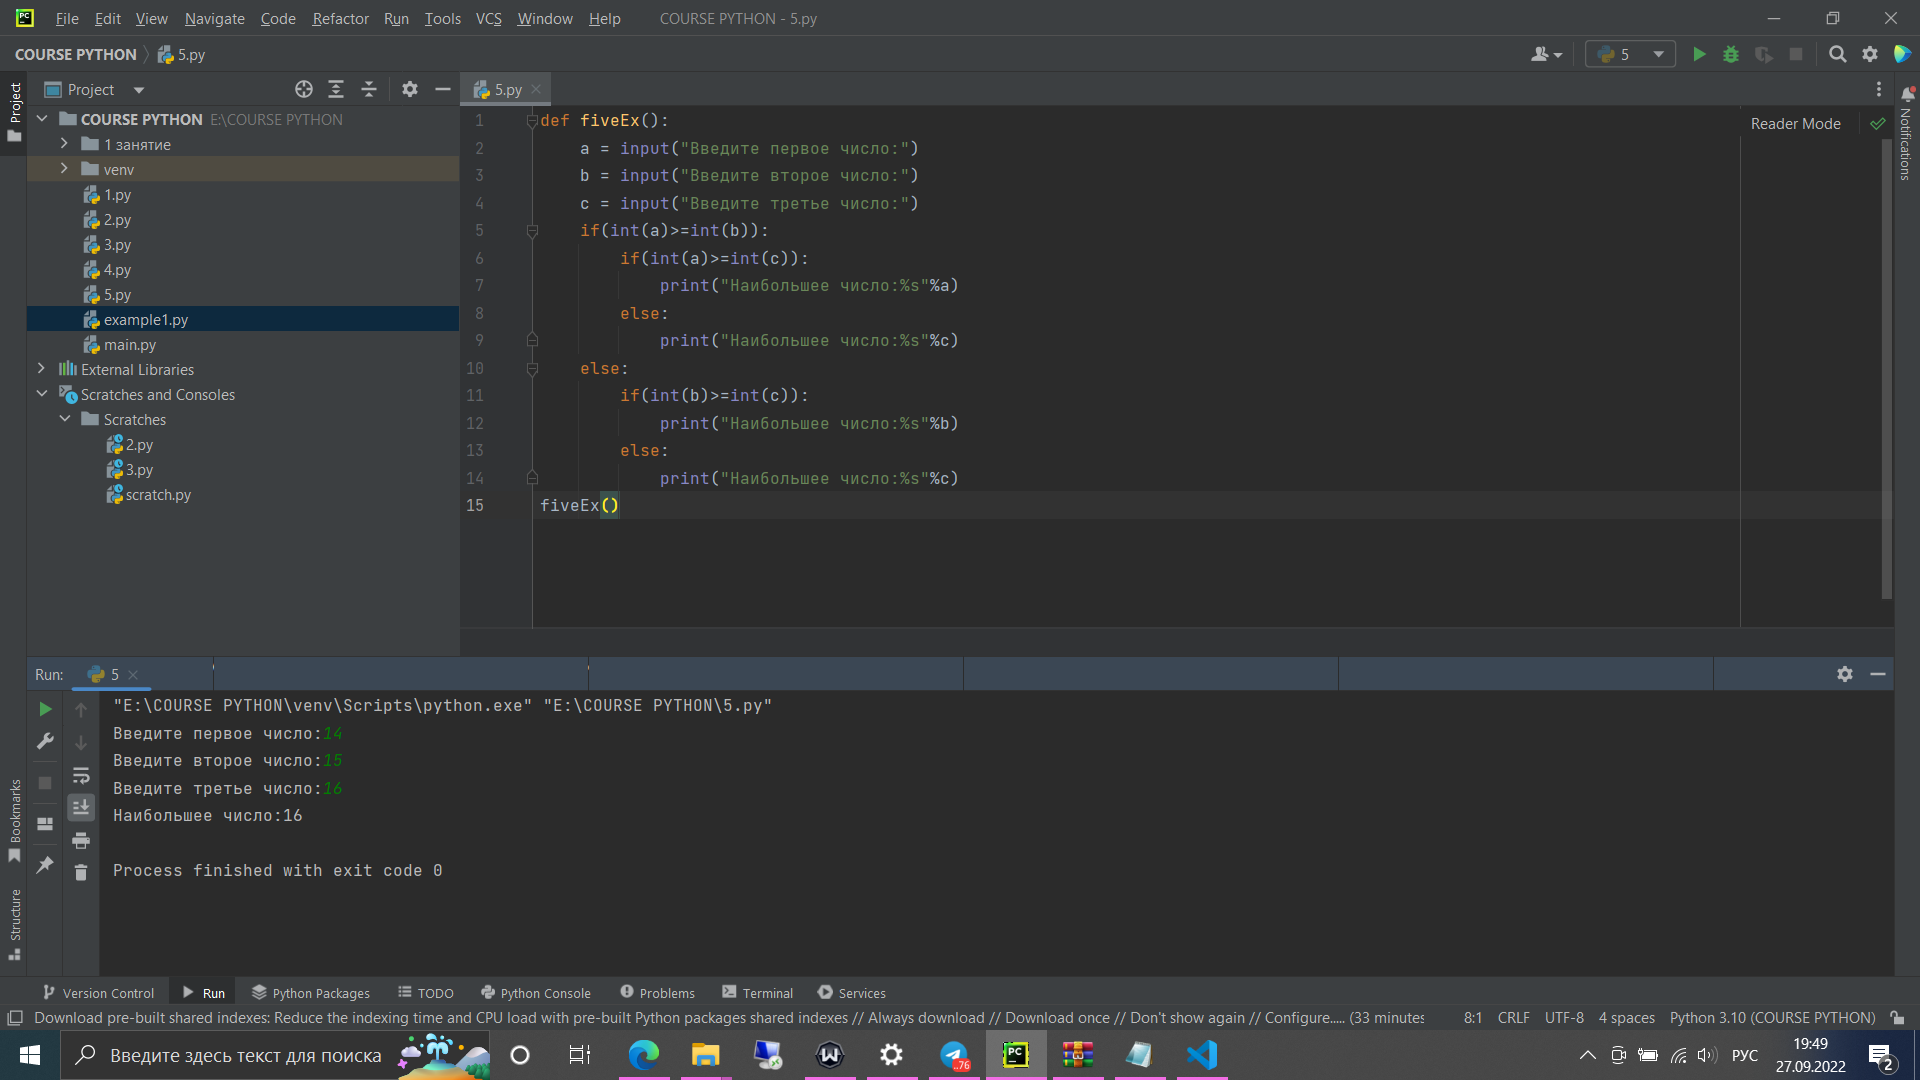 File Edit View Navigate Code Refactor Run Tools VCS Window Help COURSE PYTHON - 5.py
COURSE PYTHON 5.py 5
Project
Project
5.py
COURSE PYTHON E:\COURSE PYTHON
1 занятие
venv
1.py
2.py
3.py
4.py
5.py
example1.py
main.py
External Libraries
Scratches and Consoles
Scratches
2.py
3.py
scratch.py
Reader Mode
Notifications
1 def fiveEx():
2 a = input("Введите первое число:")
3 b = input("Введите второе число:")
4 c = input("Введите третье число:")
5 if(int(a)>=int(b)):
6 if(int(a)>=int(c)):
7 print("Наибольшее число:%s"%a)
8 else:
9 print("Наибольшее число:%s"%c)
10 else:
11 if(int(b)>=int(c)):
12 print("Наибольшее число:%s"%b)
13 else:
14 print("Наибольшее число:%s"%c)
15 fiveEx()
Run: 5
"E:\COURSE PYTHON\venv\Scripts\python.exe" "E:\COURSE PYTHON\5.py"
Введите первое число:14
Введите второе число:15
Введите третье число:16
Наибольшее число:16
Process finished with exit code 0
Bookmarks
Structure
Version Control Run Python Packages TODO Python Console Problems Terminal Services
Download pre-built shared indexes: Reduce the indexing time and CPU load with pre-built Python packages shared indexes // Always download // Download once // Don't show again // Configure..... (33 minutes 8:1 CRLF UTF-8 4 spaces Python 3.10 (COURSE PYTHON)
Введите здесь текст для поиска
..76
PC
РУС
19:49
27.09.2022
2